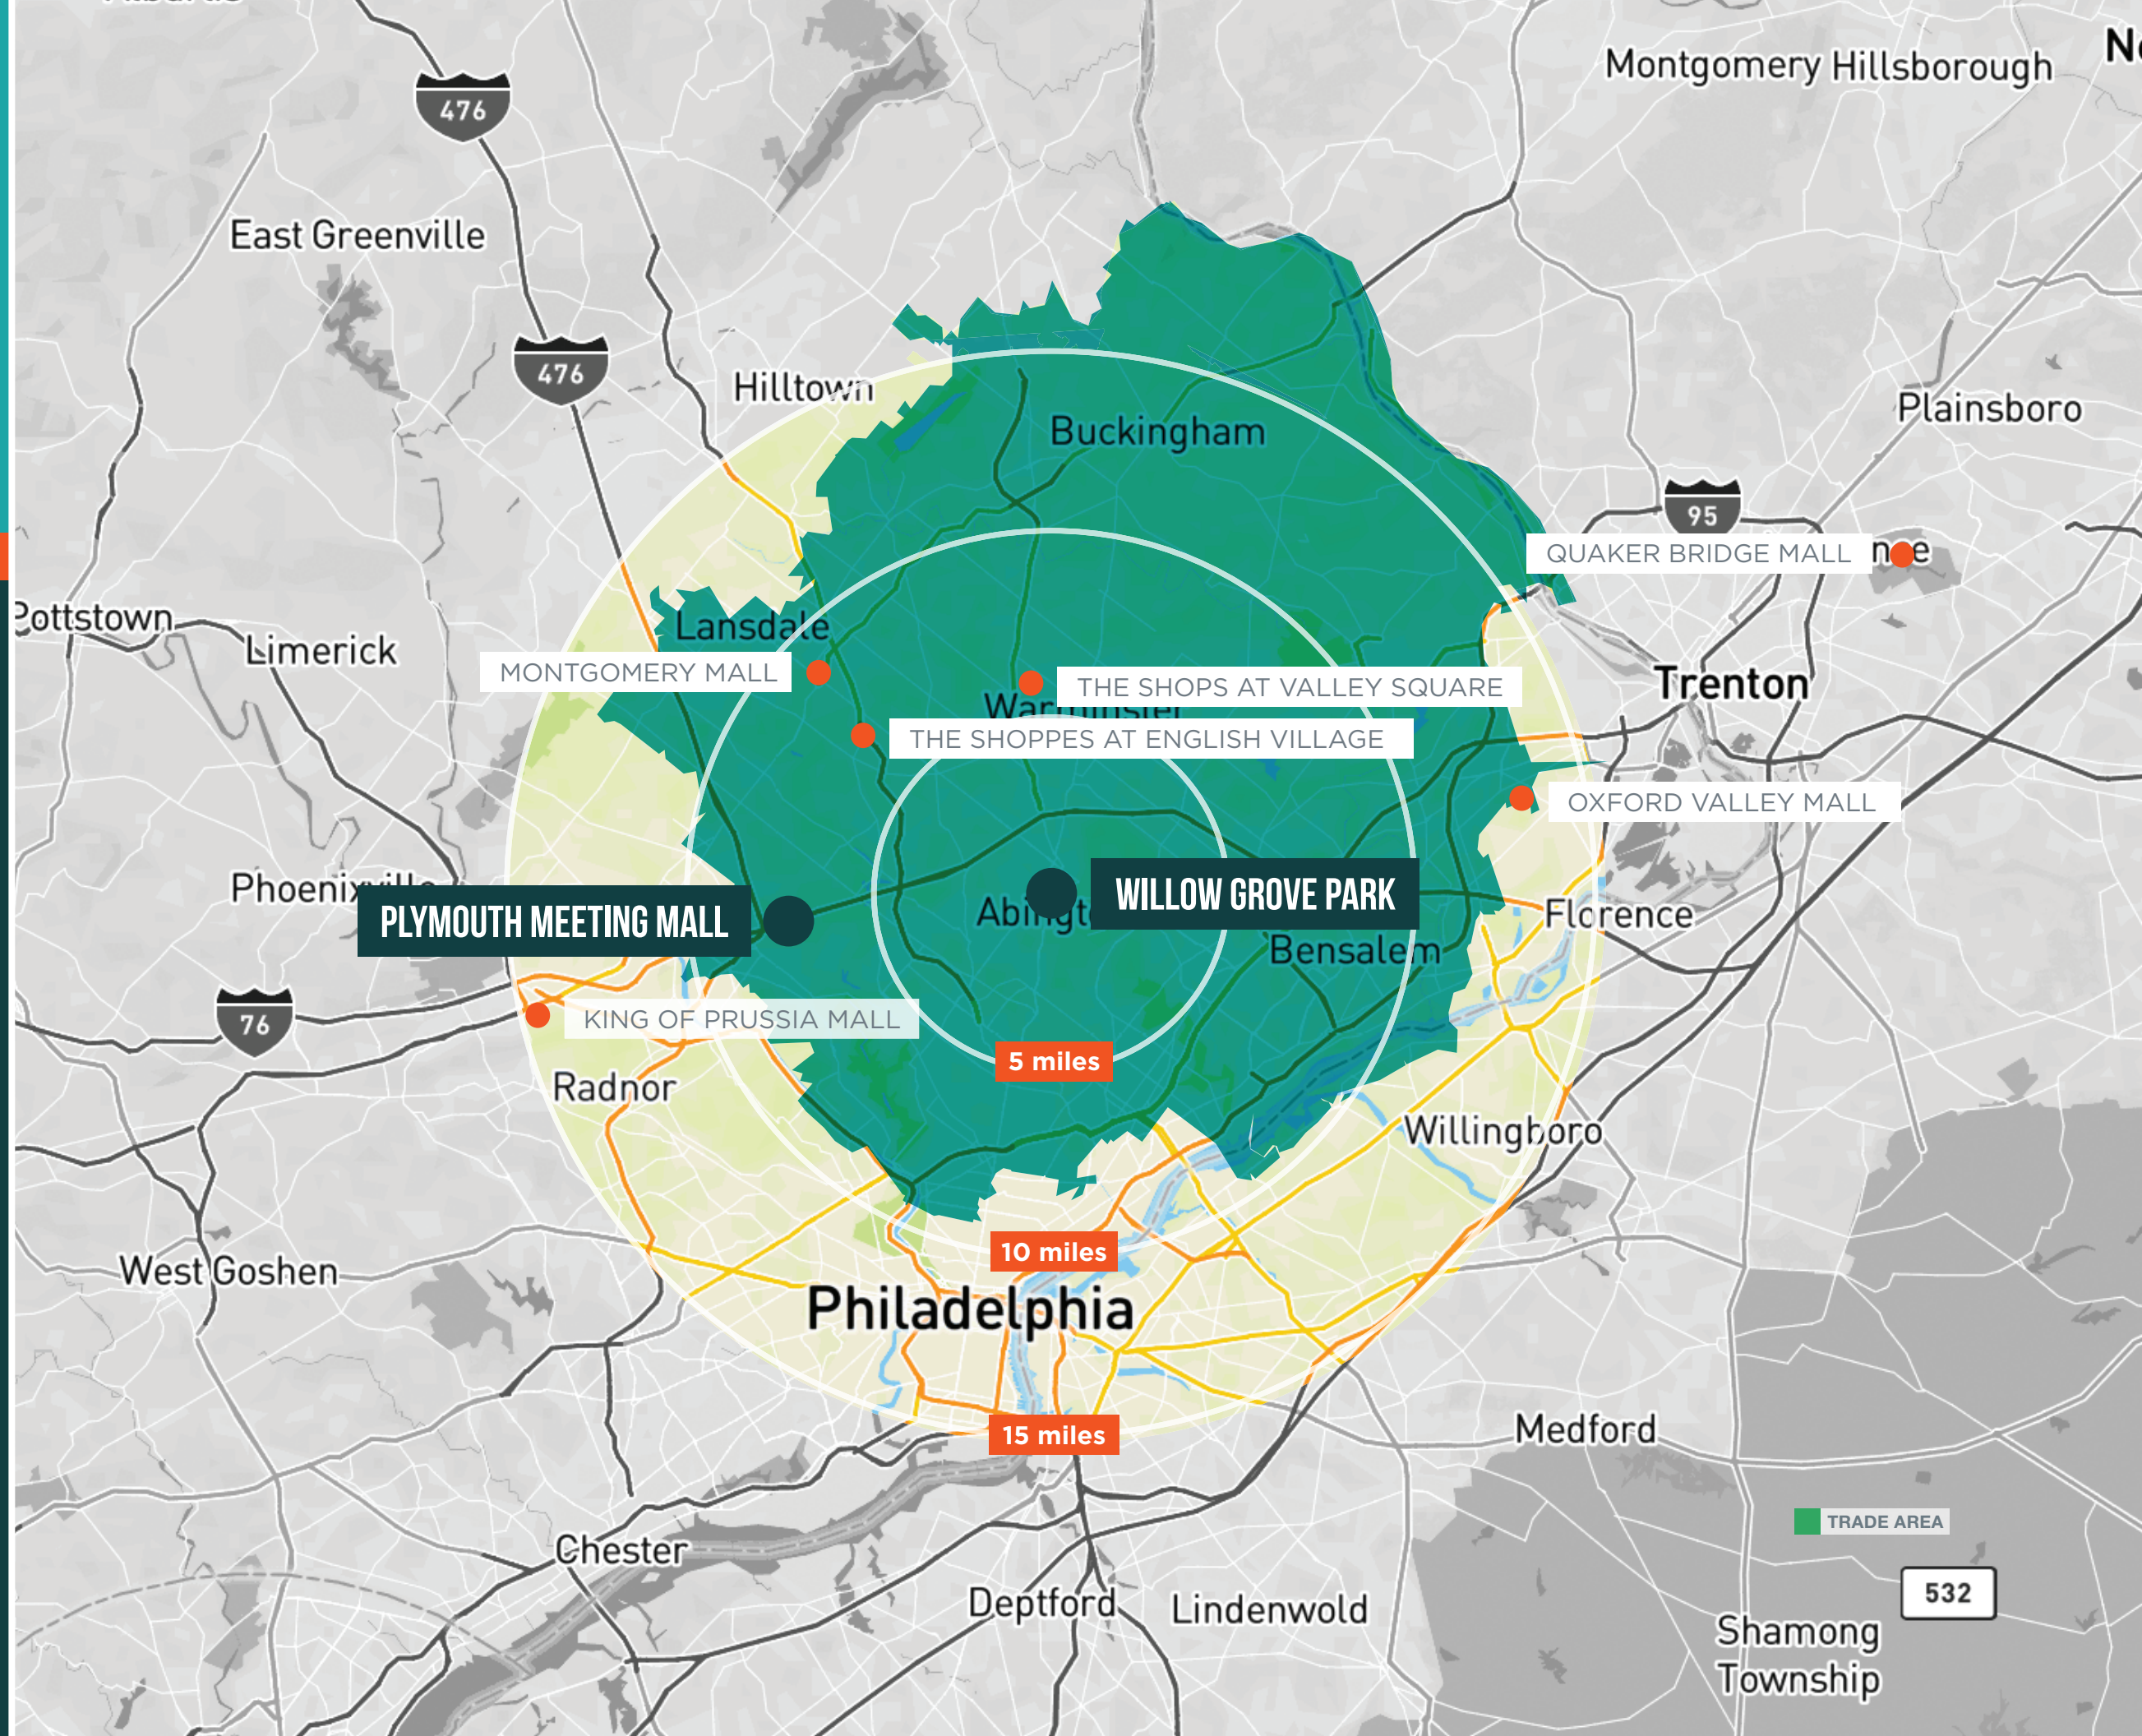 Montgomery Hillsborough
476
East Greenville
476
Hilltown
Buckingham
Plainsboro
95
QUAKER BRIDGE MALL
Pottstown
Limerick
Lansdale
MONTGOMERY MALL
THE SHOPS AT VALLEY SQUARE
Trenton
THE SHOPPES AT ENGLISH VILLAGE
OXFORD VALLEY MALL
Phoenixville
WILLOW GROVE PARK
PLYMOUTH MEETING MALL
Florence
Bensalem
76
KING OF PRUSSIA MALL
5 miles
Radnor
Willingboro
10 miles
West Goshen
Philadelphia
15 miles
Medford
TRADE AREA
Chester
532
Deptford
Lindenwold
Shamong
Township